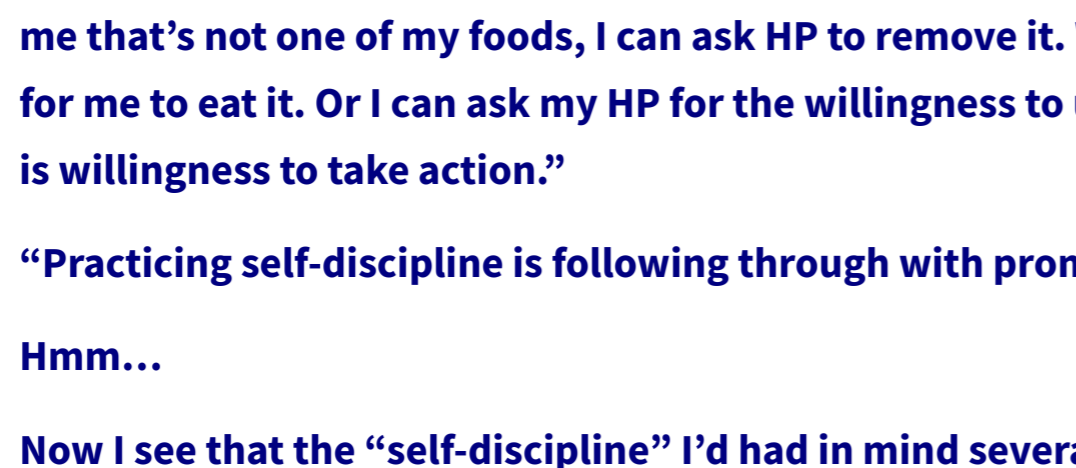 me that’s not one of my foods, I can ask HP to remove it.
for me to eat it. Or I can ask my HP for the willingness to
is willingness to take action.”
“Practicing self-discipline is following through with
Hmm…
Now I see that the “self-discipline” I’d had in mind